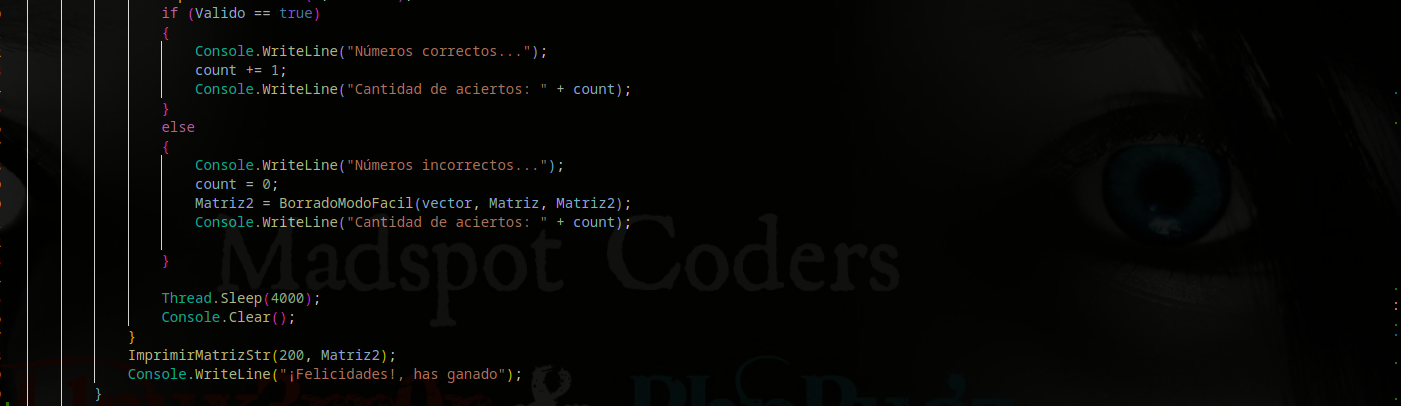 if (Valido == true)
{
Console.WriteLine("Números correctos...");
count += 1;
Console.WriteLine("Cantidad de aciertos: " + count);
}
else
{
Console.WriteLine("Números incorrectos...");
count = 0;
Matriz2 = BorradoModoFacil(vector, Matriz, Matriz2);
Console.WriteLine("Cantidad de aciertos: " + count);
Madspot Coders
}
Thread.Sleep(4000);
Console.Clear();
}
ImprimirMatrizStr(200, Matriz2);
Console.WriteLine("¡Felicidades!, has ganado");
}